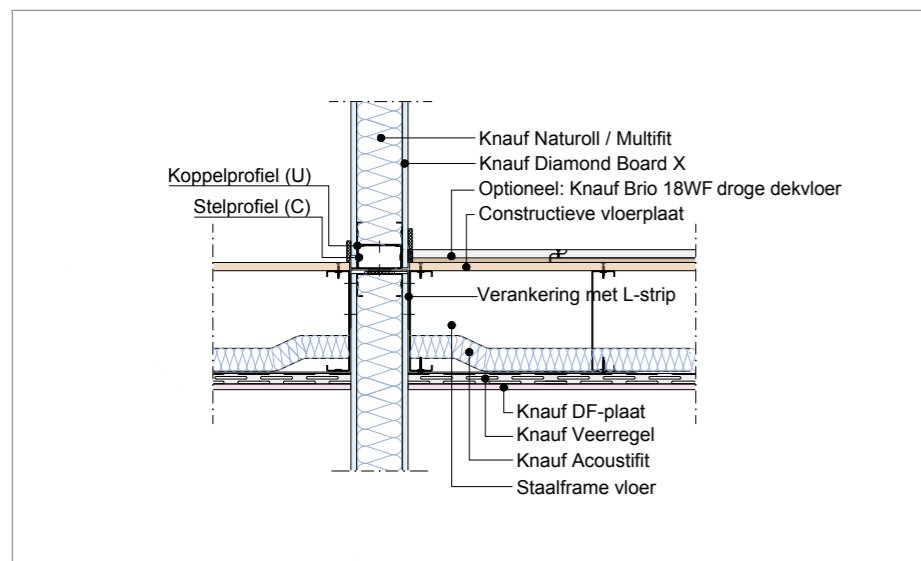 Knauf Naturoll / Multifit
Knauf Diamond Board X
Koppelprofiel (U)
Optioneel: Knauf Brio 18WF droge dekvloer
Stelprofiel (C)
Constructieve vloerplaat
Verankering met L-strip
Knauf DF-plaat
Knauf Veerregel
Knauf Acoustifit
Staalframe vloer